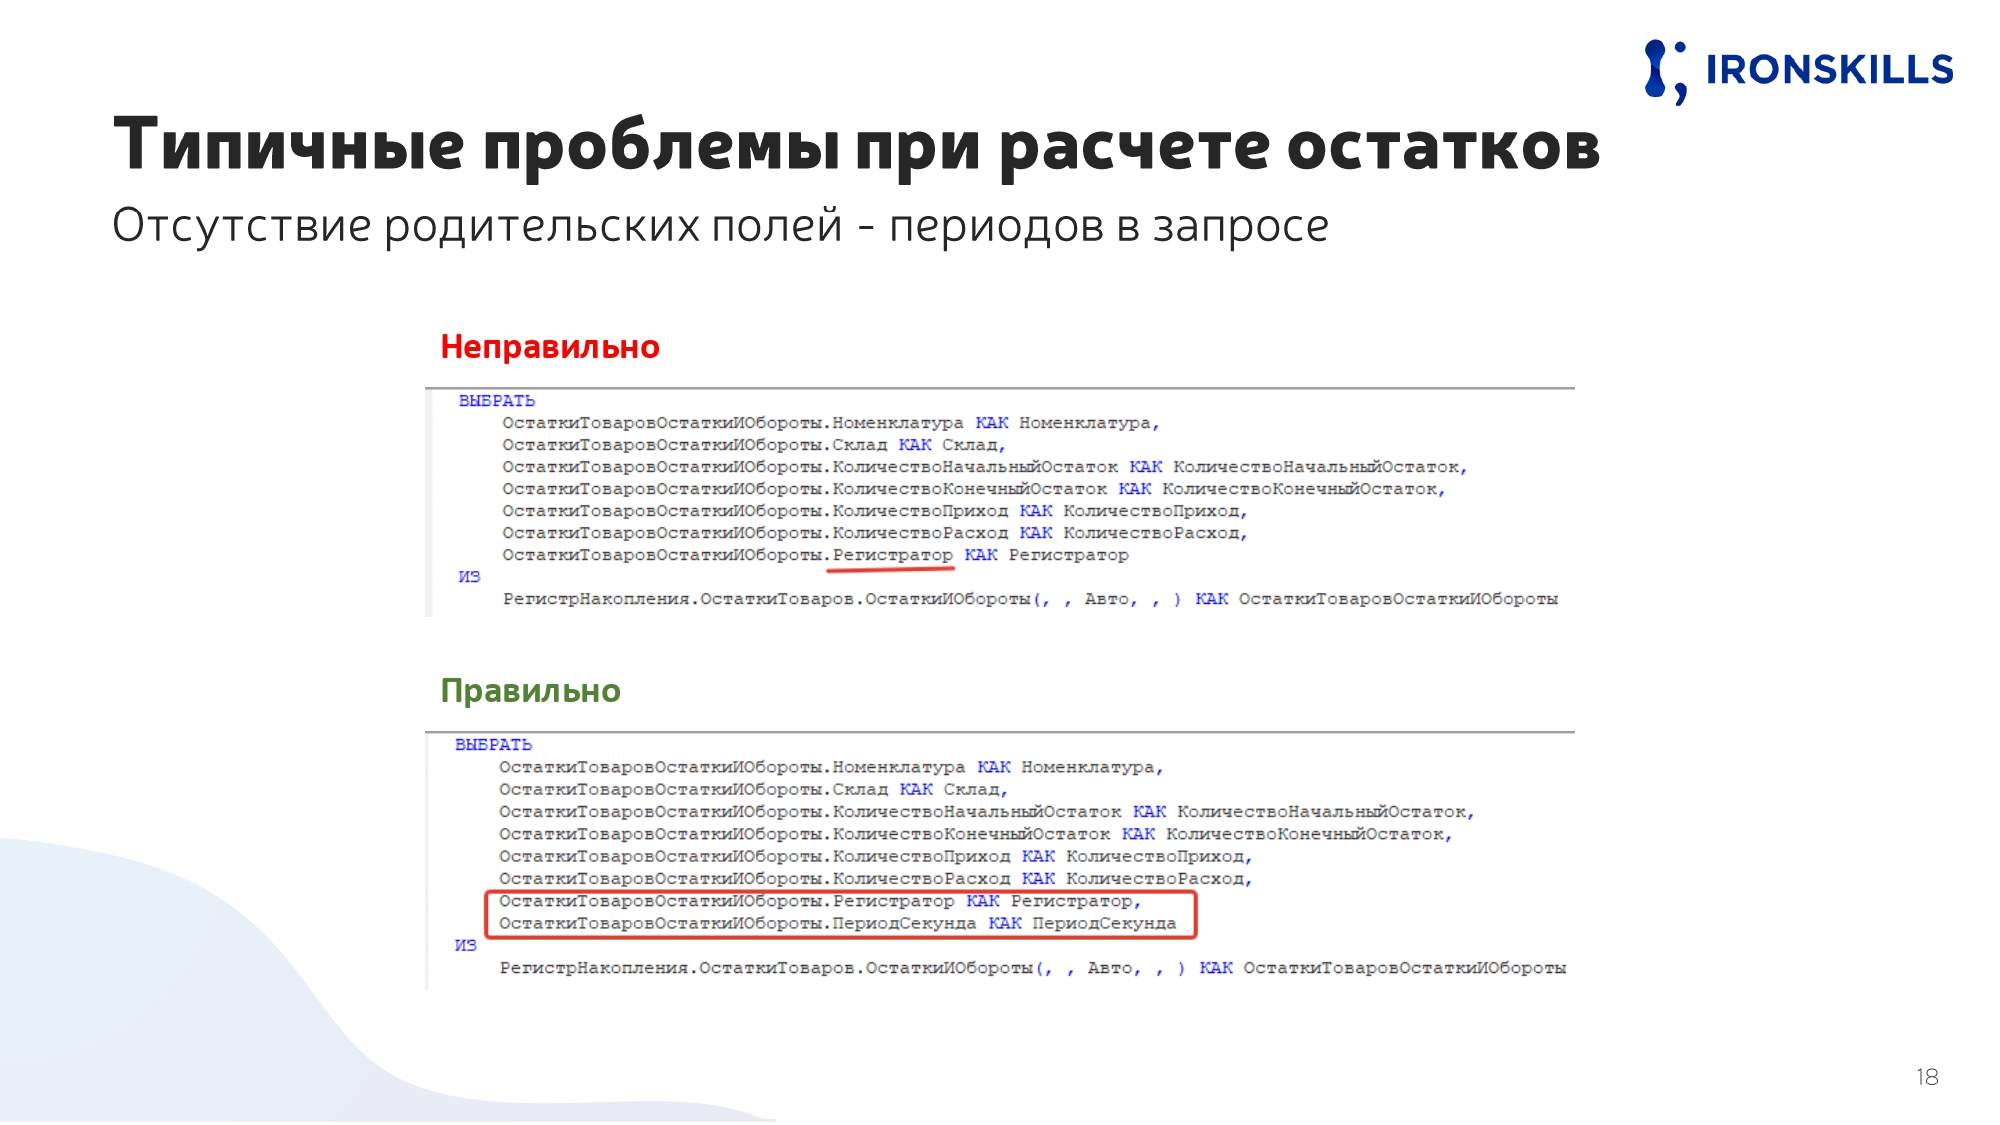 IRONSKILLS
Типичные проблемы при расчете остатков
Отсутствие родительских полей - периодов в запросе
Неправильно
ВЫБРАТЬ
ОстаткиТоваровОстаткиИОбороты.Номенклатура КАК Номенклатура,
ОстаткиТоваровОстаткиИОбороты.Склад КАК Склад,
ОстаткиТоваровОстаткиИОбороты.КоличествоНачальныйОстаток КАК КоличествоНачальныйОстаток,
ОстаткиТоваровОстаткиИОбороты.КоличествоКонечныйОстаток КАК КоличествоКонечныйОстаток,
ОстаткиТоваровОстаткиИОбороты.КоличествоПриход КАК КоличествоПриход,
ОстаткиТоваровОстаткиИОбороты.КоличествоРасход КАК КоличествоРасход,
ОстаткиТоваровОстаткиИОбороты.Регистратор КАК Регистратор
ИЗ
РегистрНакопления.ОстаткиТоваров.ОстаткиИОбороты(, , Авто, , ) КАК ОстаткиТоваровОстаткиИОбороты
Правильно
ВЫБРАТЬ
ОстаткиТоваровОстаткиИОбороты.Номенклатура КАК Номенклатура,
ОстаткиТоваровОстаткиИОбороты.Склад КАК Склад,
ОстаткиТоваровОстаткиИОбороты.КоличествоНачальныйОстаток КАК КоличествоНачальныйОстаток,
ОстаткиТоваровОстаткиИОбороты.КоличествоКонечныйОстаток КАК КоличествоКонечныйОстаток,
ОстаткиТоваровОстаткиИОбороты.КоличествоПриход КАК КоличествоПриход,
ОстаткиТоваровОстаткиИОбороты.КоличествоРасход КАК КоличествоРасход,
ОстаткиТоваровОстаткиИОбороты.Регистратор КАК Регистратор,
ОстаткиТоваровОстаткиИОбороты.ПериодСекунда КАК ПериодСекунда
ИЗ
РегистрНакопления.ОстаткиТоваров.ОстаткиИОбороты(, , Авто, , ) КАК ОстаткиТоваровОстаткиИОбороты
18